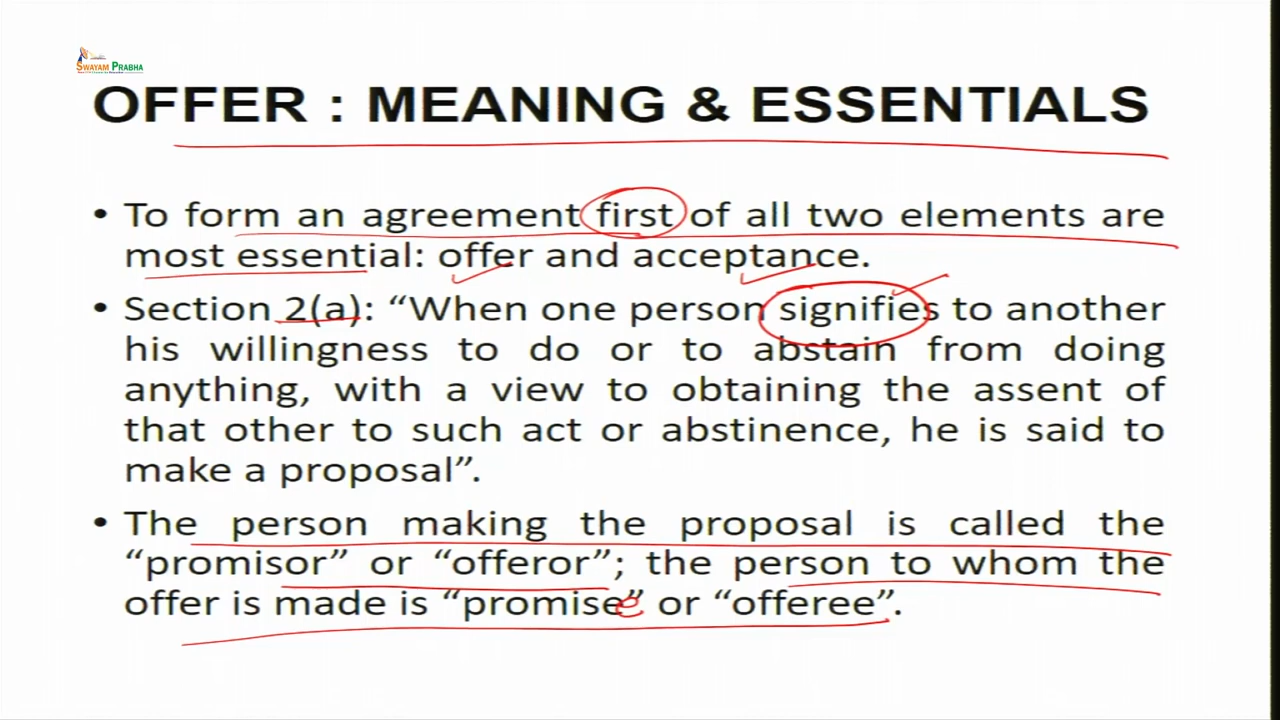 SWAYAM PRABHA
OFFER : MEANING & ESSENTIALS
• To form an agreement first of all two elements are
most essential: offer and acceptance.
• Section 2(a): “When one person signifies to another
his willingness to do or to abstain from doing
anything, with a view to obtaining the assent of
that other to such act or abstinence, he is said to
make a proposal”.
• The person making the proposal is called the
“promisor” or “offeror”; the person to whom the
offer is made is “promisee” or “offeree”.